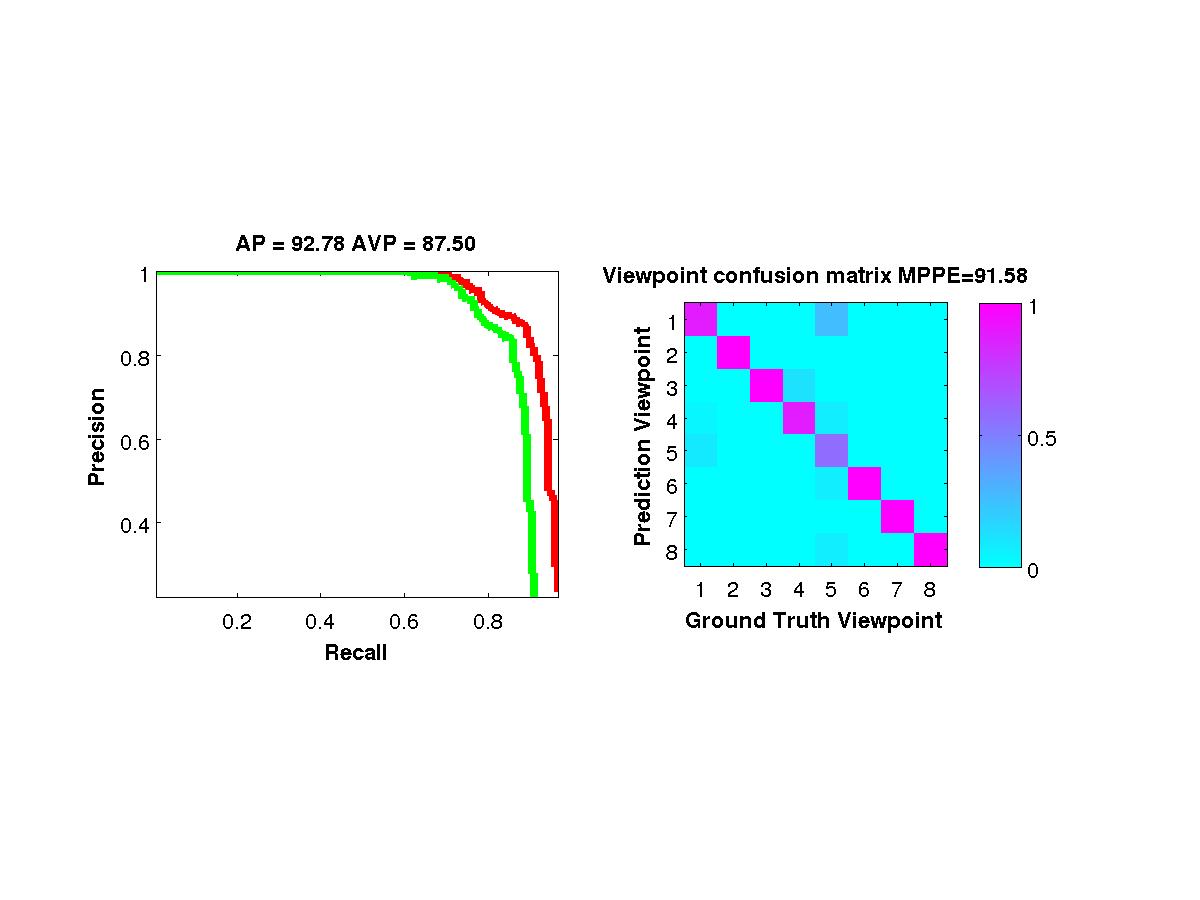 AP = 92.78 AVP = 87.50
1
0.8
0.6
0.4
Precision
0.2 0.4 0.6 0.8
Recall
Viewpoint confusion matrix MPPE=91.58
1
2
3
4
5
6
7
8
Prediction Viewpoint
1 2 3 4 5 6 7 8
Ground Truth Viewpoint
1
0.5
0